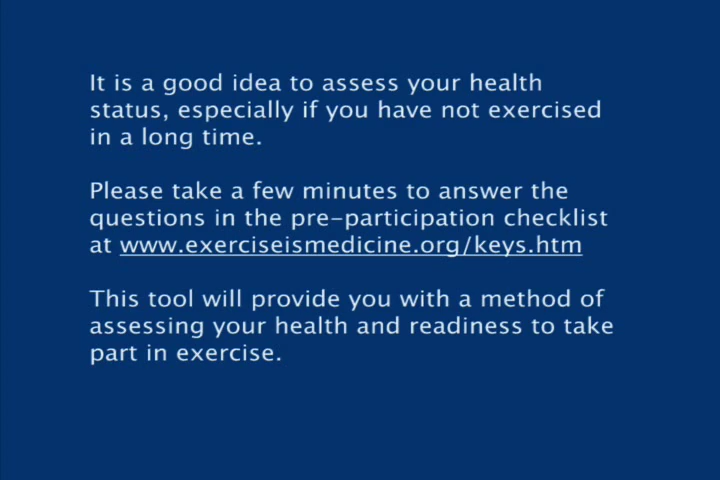 It is a good idea to assess your health
status, especially if you have not exercised
in a long time.
Please take a few minutes to answer the
questions in the pre-participation checklist
at www.exerciseismedicine.org/keys.htm
This tool will provide you with a method of
assessing your health and readiness to take
part in exercise.